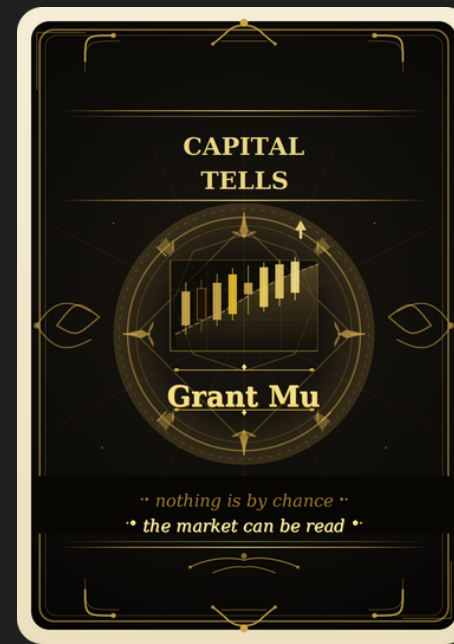 CAPITAL
TELLS
Grant Mu
nothing is by chance
the market can be read